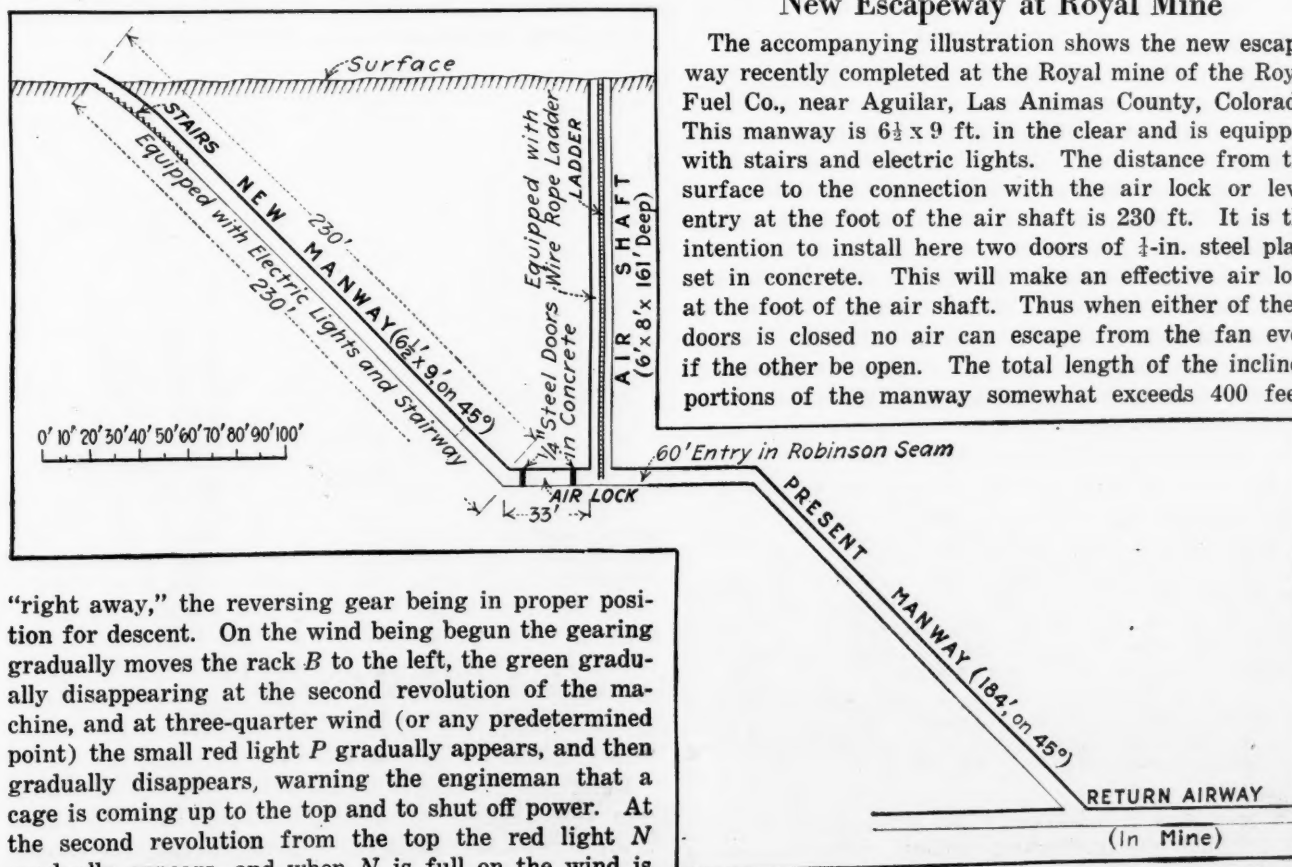 New Escapeway at Royal Mine
The accompanying illustration shows the new escap
way recently completed at the Royal mine of the Roy
Fuel Co., near Aguilar, Las Animas County, Colorad
This manway is 6½ x 9 ft. in the clear and is equipp
with stairs and electric lights. The distance from t
surface to the connection with the air lock or lev
entry at the foot of the air shaft is 230 ft. It is t
intention to install here two doors of ¼-in. steel pla
set in concrete. This will make an effective air lo
at the foot of the air shaft. Thus when either of the
doors is closed no air can escape from the fan eve
if the other be open. The total length of the incline
portions of the manway somewhat exceeds 400 fee
Surface
STAIRS
NEW MANWAY (6½' x 9', on 45°)
230'
Equipped with Electric Lights and Stairway
230'
0' 10' 20' 30' 40' 50' 60' 70' 80' 90' 100'
¼" Steel Doors
in Concrete
Equipped with
Wire Rope Ladder
LADDER
AIR SHAFT
(6' x 8' x 161' Deep)
AIR LOCK
33'
60' Entry in Robinson Seam
PRESENT MANWAY (184', on 45°)
RETURN AIRWAY
(In Mine)
"right away," the reversing gear being in proper posi-
tion for descent. On the wind being begun the gearing
gradually moves the rack B to the left, the green gradu-
ally disappearing at the second revolution of the ma-
chine, and at three-quarter wind (or any predetermined
point) the small red light P gradually appears, and then
gradually disappears, warning the engineman that a
cage is coming up to the top and to shut off power. At
the second revolution from the top the red light N
gradually appears, and when N is full on the wind is